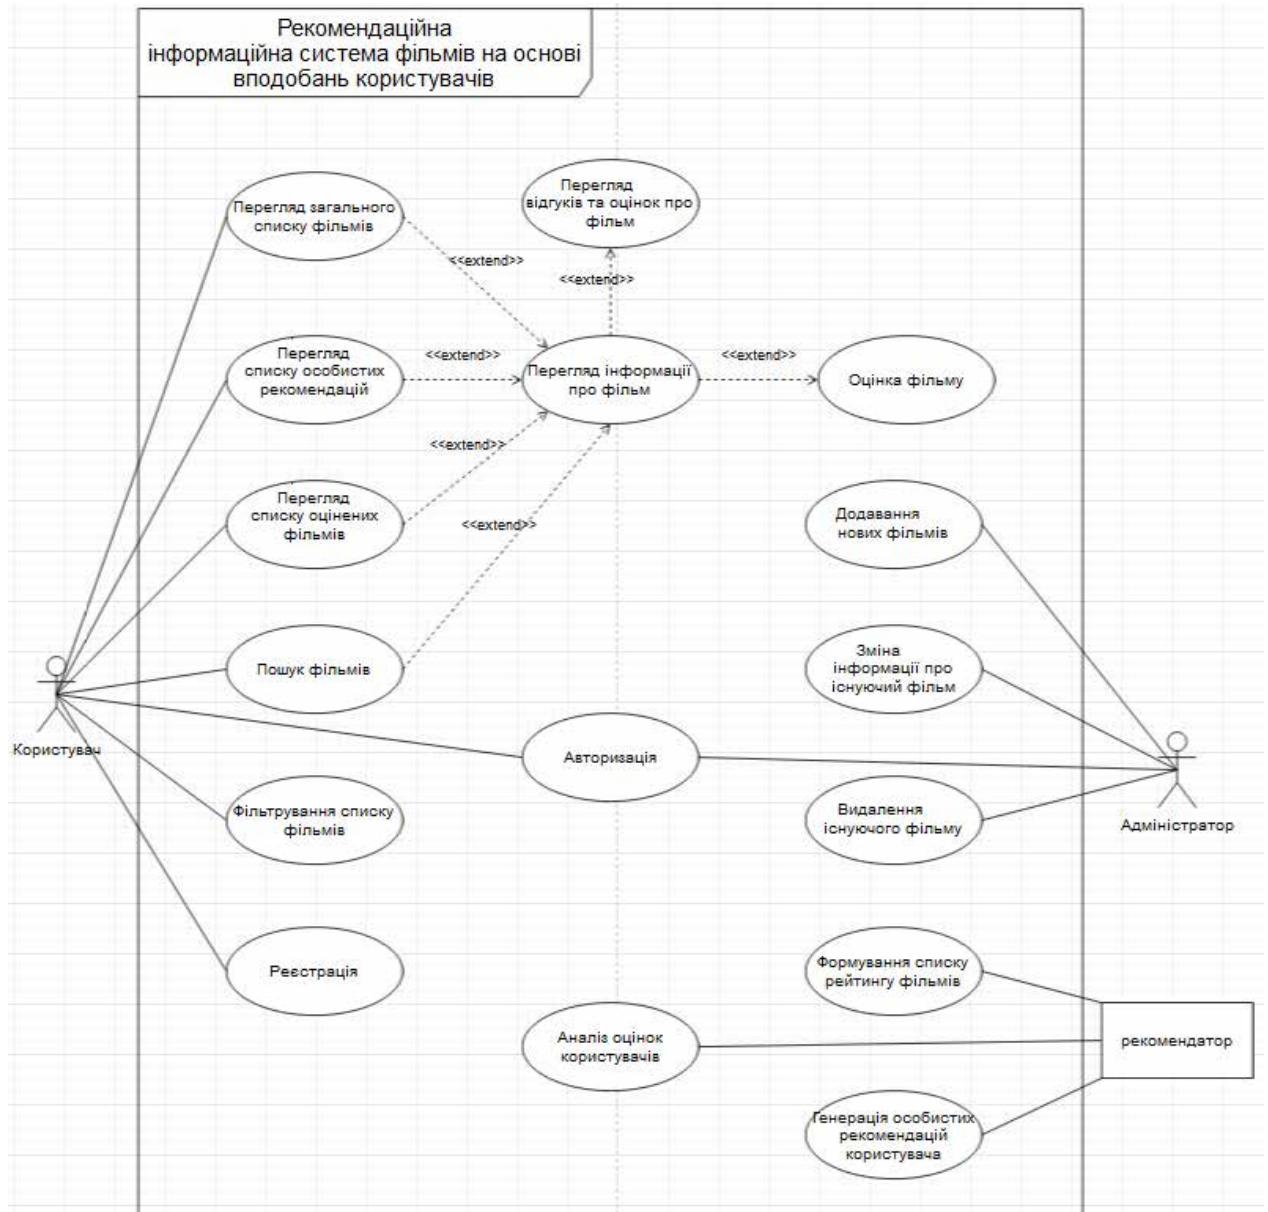 Рекомендаційна
інформаційна система фільмів на основі
вподобань користувачів
Перегляд загального
списку фільмів
Перегляд
відгуків та оцінок про
фільм
<<extend>>
<<extend>>
Перегляд
списку особистих
рекомендацій
<<extend>>
Перегляд інформації
про фільм
<<extend>>
Оцінка фільму
<<extend>>
Перегляд
списку оцінених
фільмів
<<extend>>
Додавання
нових фільмів
Пошук фільмів
Зміна
інформації про
існуючий фільм
Користувач
Авторизація
Фільтрування списку
фільмів
Видалення
існуючого фільму
Адміністратор
Реєстрація
Формування списку
рейтингу фільмів
Аналіз оцінок
користувачів
рекомендатор
Генерація особистих
рекомендацій
користувача